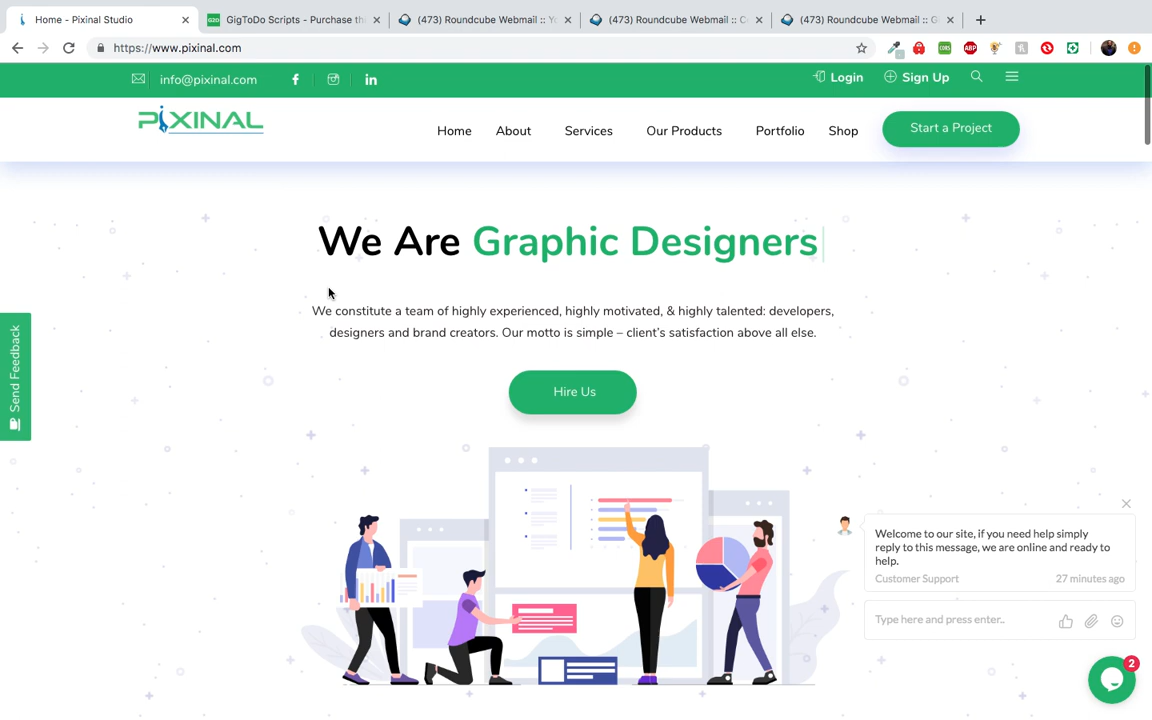 Home - Pixinal Studio
GigToDo Scripts - Purchase th
(473) Roundcube Webmail :: Yo
(473) Roundcube Webmail :: C
(473) Roundcube Webmail :: G
https://www.pixinal.com
info@pixinal.com
Login
Sign Up
PIXINAL
Home
About
Services
Our Products
Portfolio
Shop
Start a Project
We Are Graphic Designers
We constitute a team of highly experienced, highly motivated, & highly talented: developers,
designers and brand creators. Our motto is simple – client's satisfaction above all else.
Hire Us
Send Feedback
Welcome to our site, if you need help simply
reply to this message, we are online and ready to
help.
Customer Support
27 minutes ago
Type here and press enter..
2